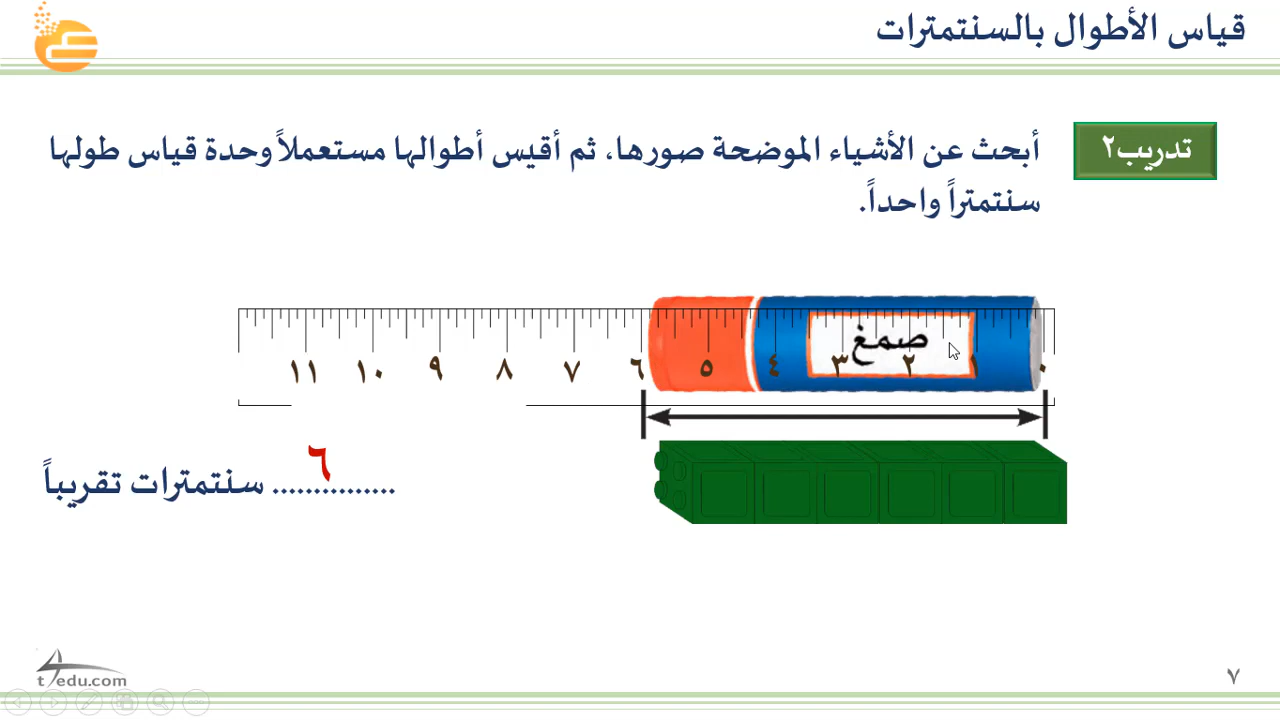 قياس الأطوال بالسنتمترات
تدريب٢
أبحث عن الأشياء الموضحة صورها، ثم أقيس أطوالها مستعملاً وحدة قياس طولها
سنتمتراً واحداً.
صمغ
٠ ١ ٢ ٣ ٤ ٥ ٦ ٧ ٨ ٩ ١٠ ١١
٦ ............... سنتمترات تقريباً
t4edu.com
٧